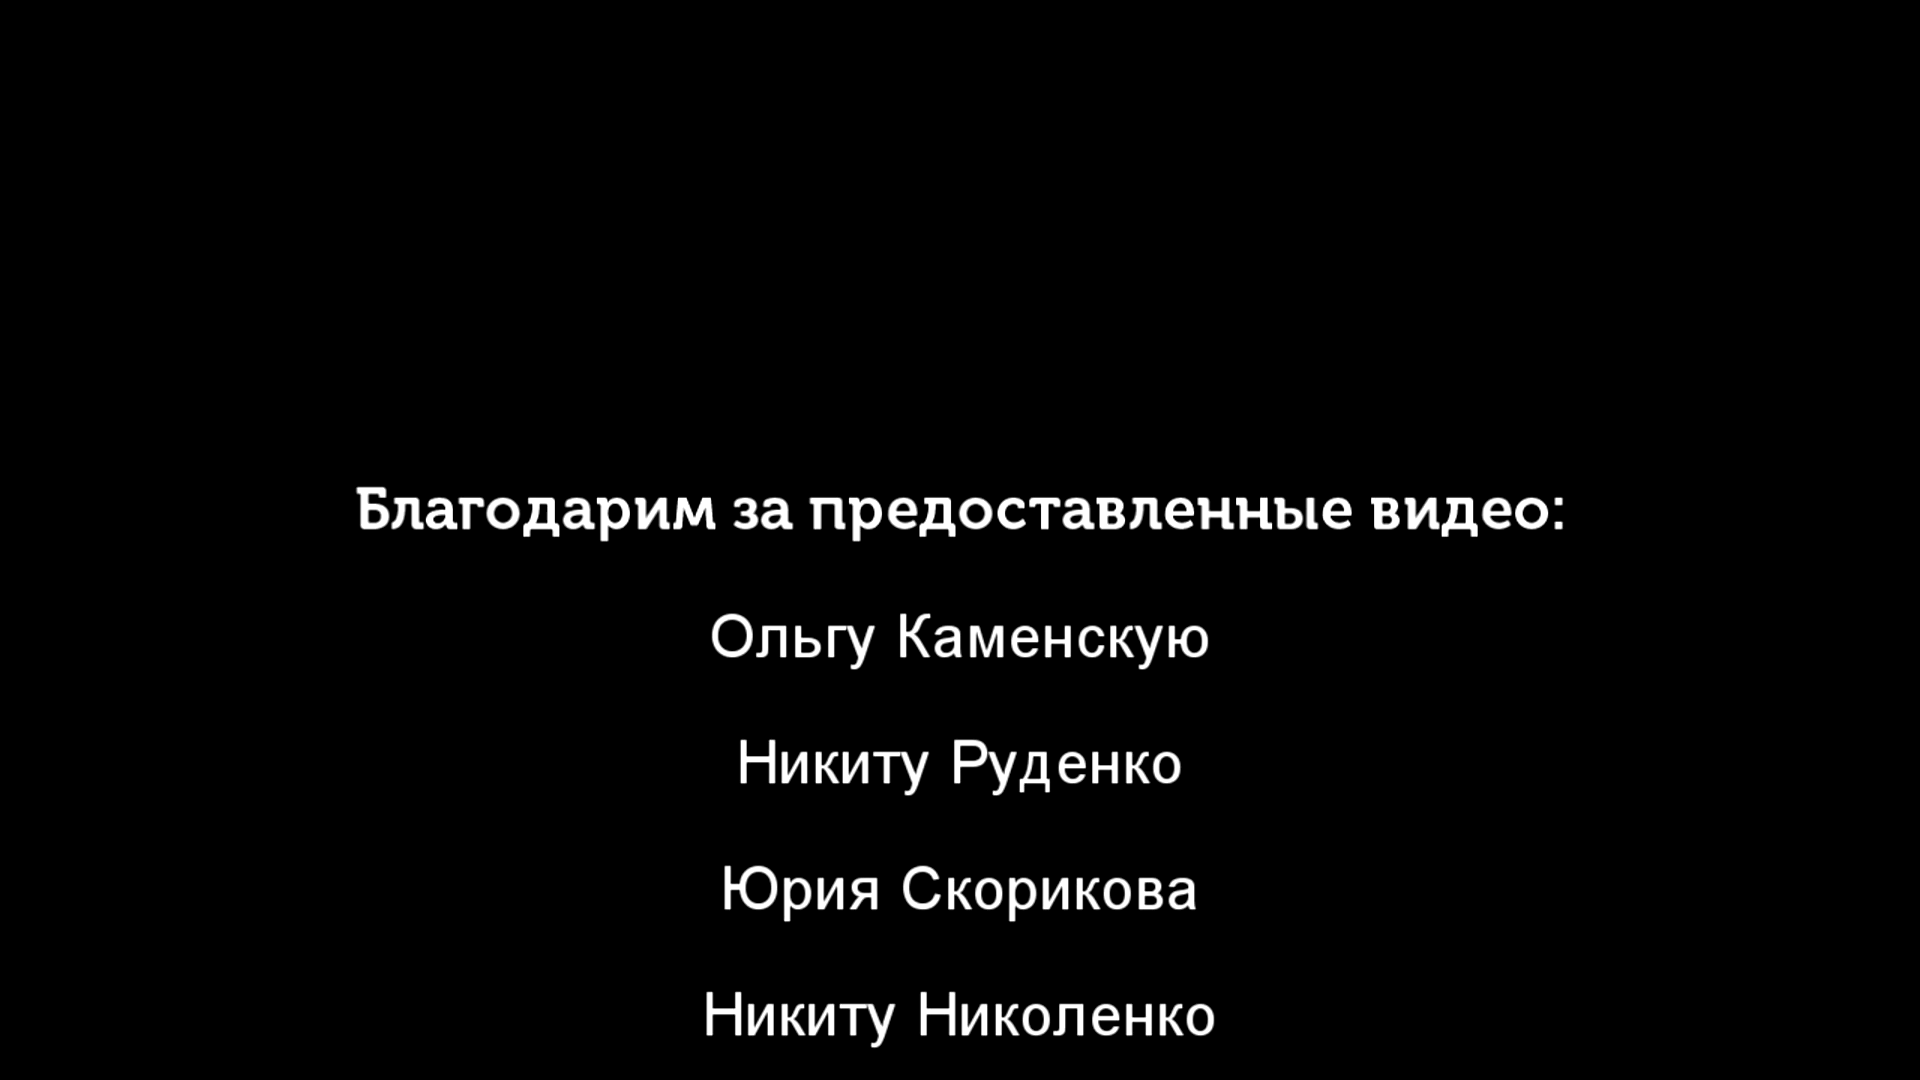 Благодарим за предоставленные видео:
Ольгу Каменскую
Никиту Руденко
Юрия Скорикова
Никиту Николенко